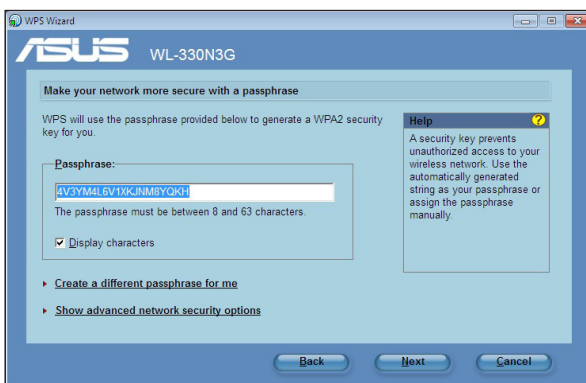 WPS Wizard
ASUS WL-330N3G
Make your network more secure with a passphrase
WPS will use the passphrase provided below to generate a WPA2 security
key for you.
Passphrase:
4V3YM4L6V1XKJNM8YQKH
The passphrase must be between 8 and 63 characters.
Display characters
Create a different passphrase for me
Show advanced network security options
Help
A security key prevents
unauthorized access to your
wireless network. Use the
automatically generated
string as your passphrase or
assign the passphrase
manually.
Back Next Cancel